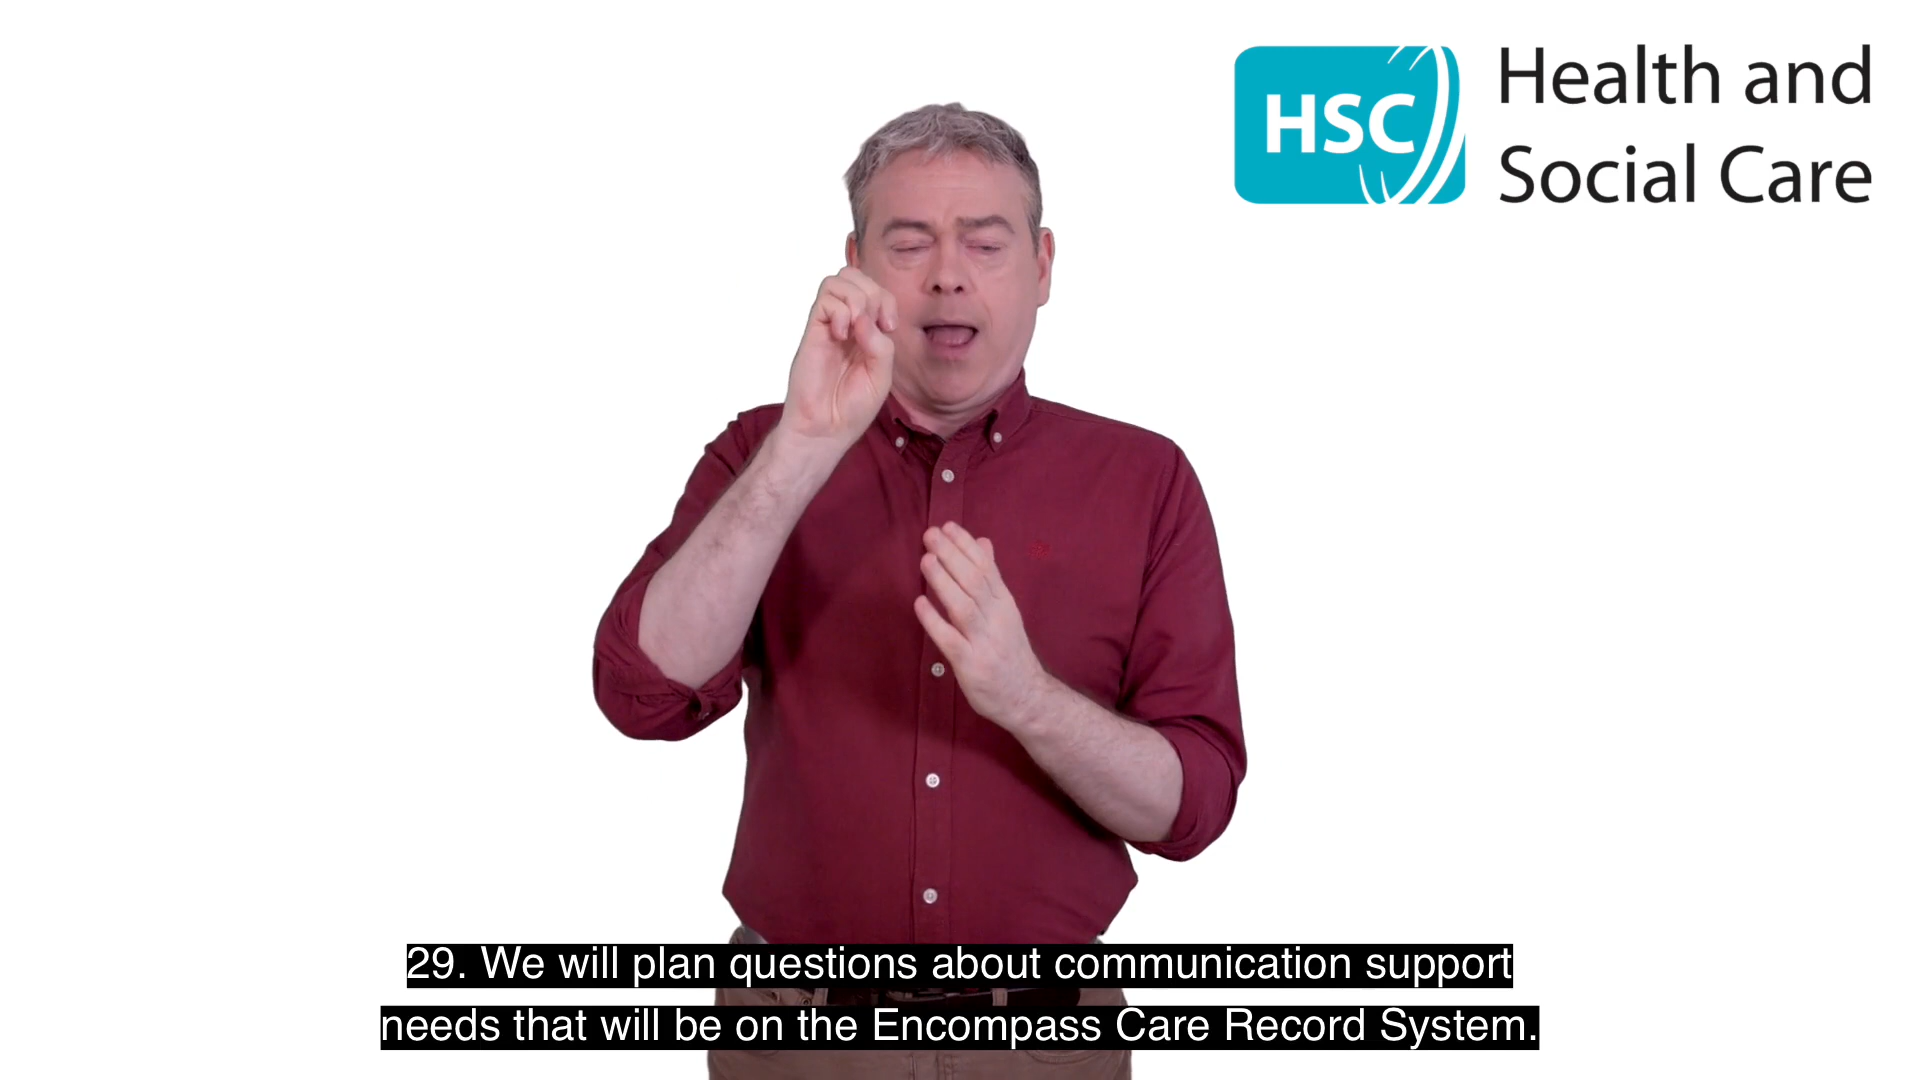 HSC
Health and
Social Care
29. We will plan questions about communication support
needs that will be on the Encompass Care Record System.